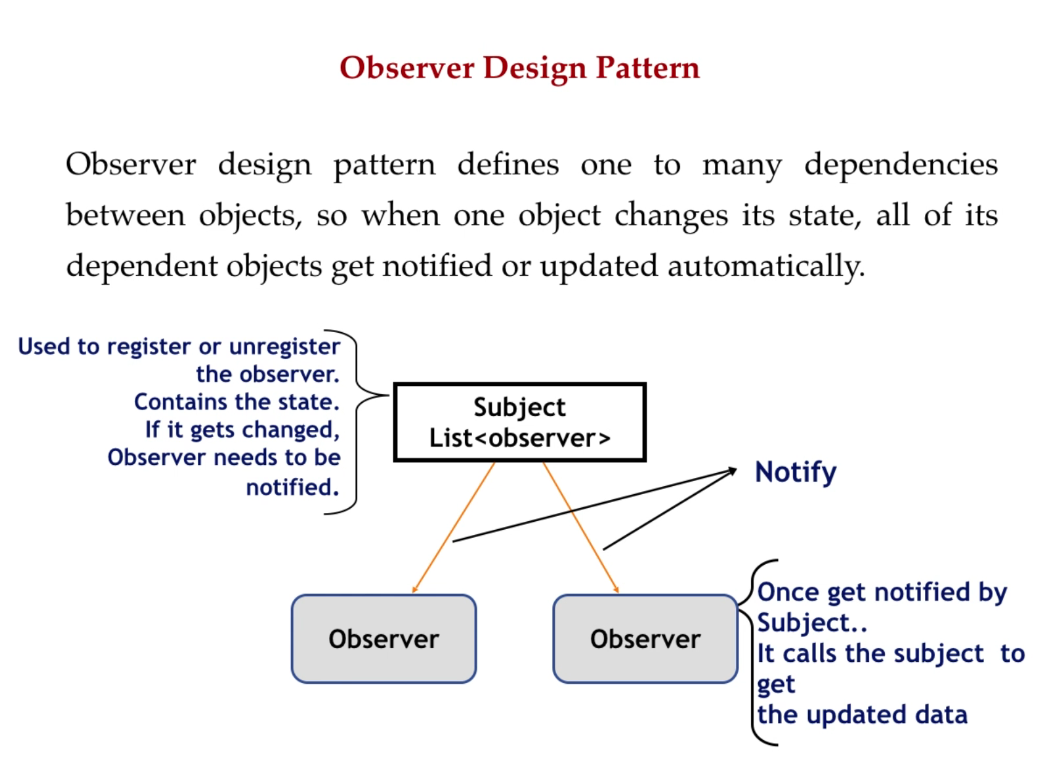 Observer Design Pattern
Observer design pattern defines one to many dependencies
between objects, so when one object changes its state, all of its
dependent objects get notified or updated automatically.
Used to register or unregister
the observer.
Contains the state.
If it gets changed,
Observer needs to be
notified.
Subject
List<observer>
Notify
Observer
Observer
Once get notified by
Subject..
It calls the subject to
get
the updated data